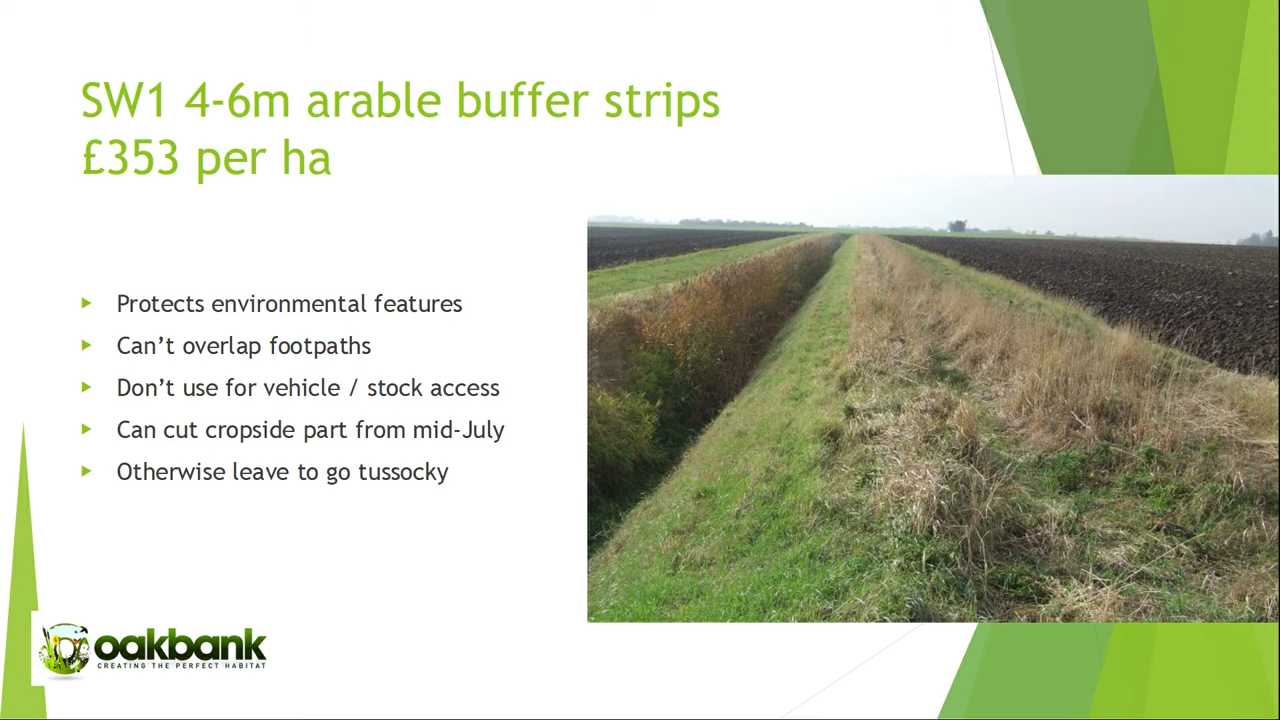 SW1 4-6m arable buffer strips
£353 per ha
Protects environmental features
Can’t overlap footpaths
Don’t use for vehicle / stock access
Can cut cropside part from mid-July
Otherwise leave to go tussocky
oakbank
CREATING THE PERFECT HABITAT